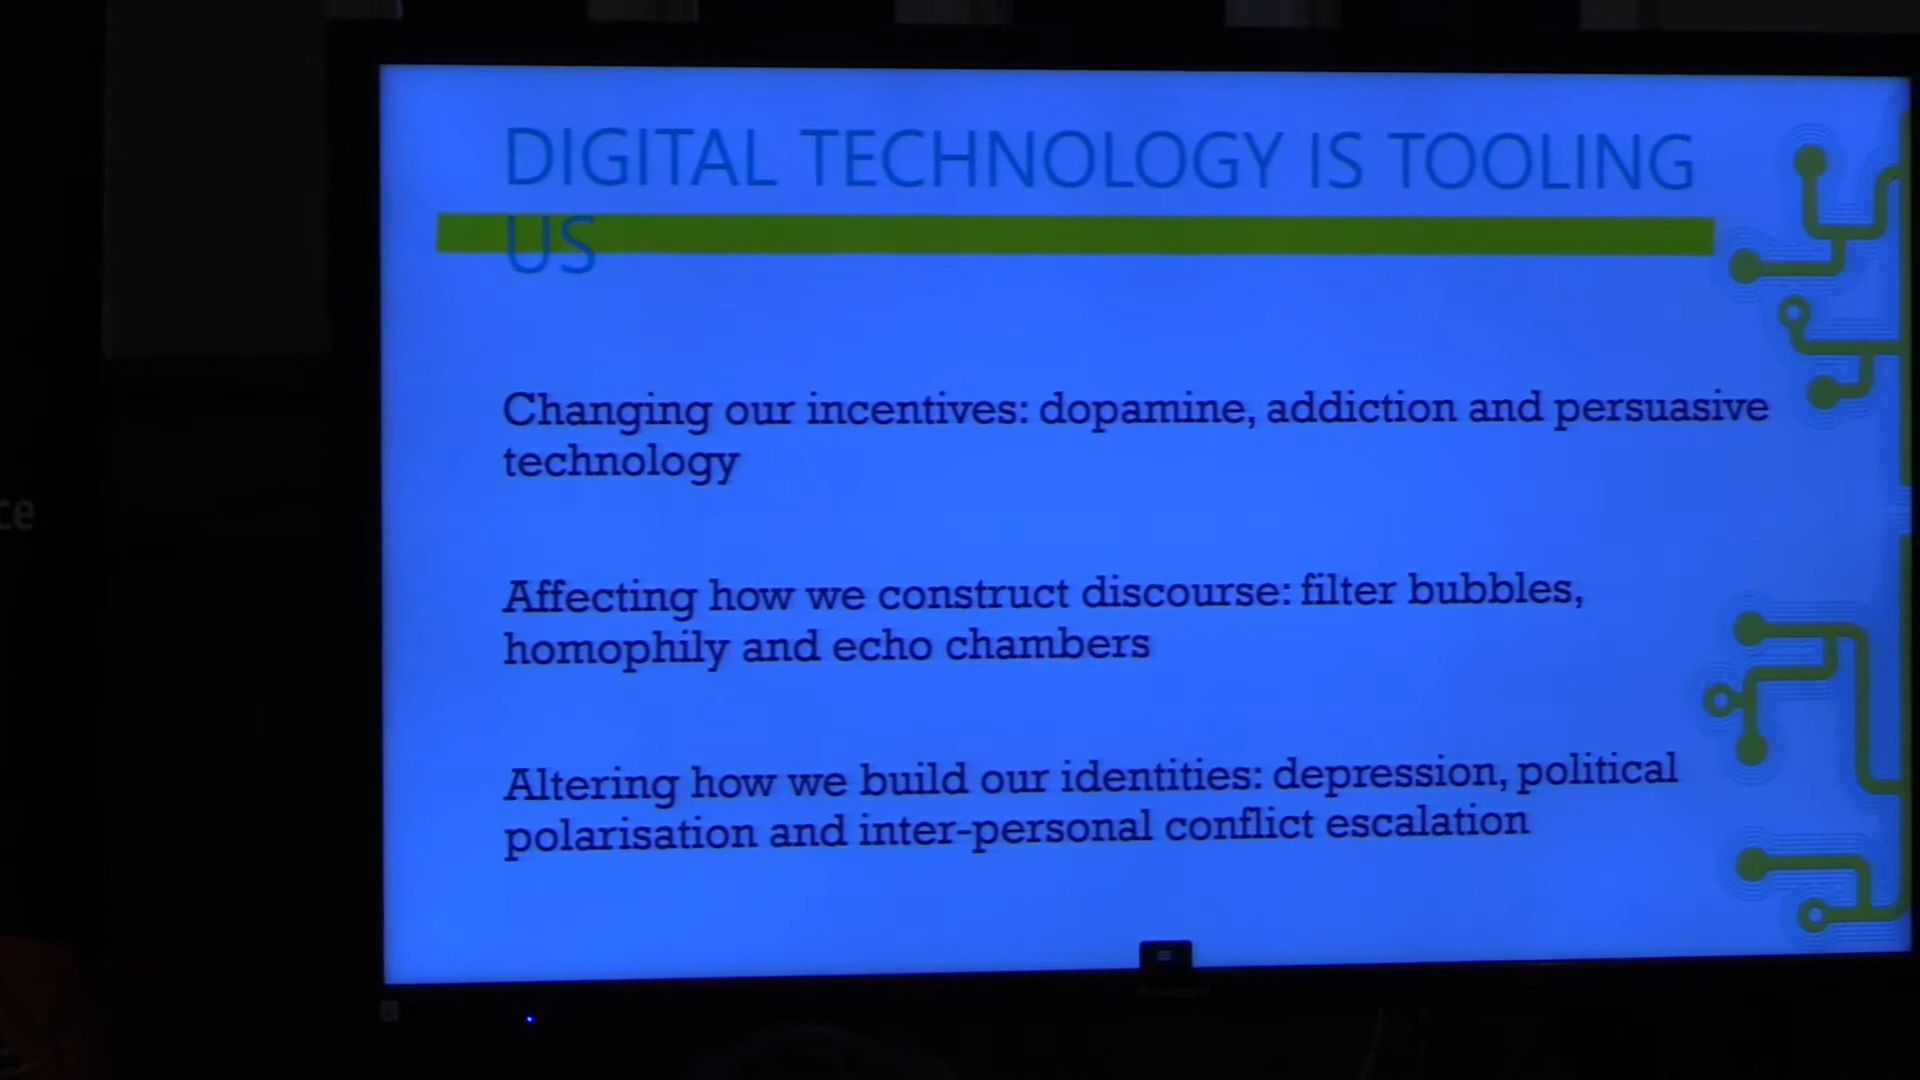 DIGITAL TECHNOLOGY IS TOOLING
US
Changing our incentives: dopamine, addiction and persuasive
technology
Affecting how we construct discourse: filter bubbles,
homophily and echo chambers
Altering how we build our identities: depression, political
polarisation and inter-personal conflict escalation
ce